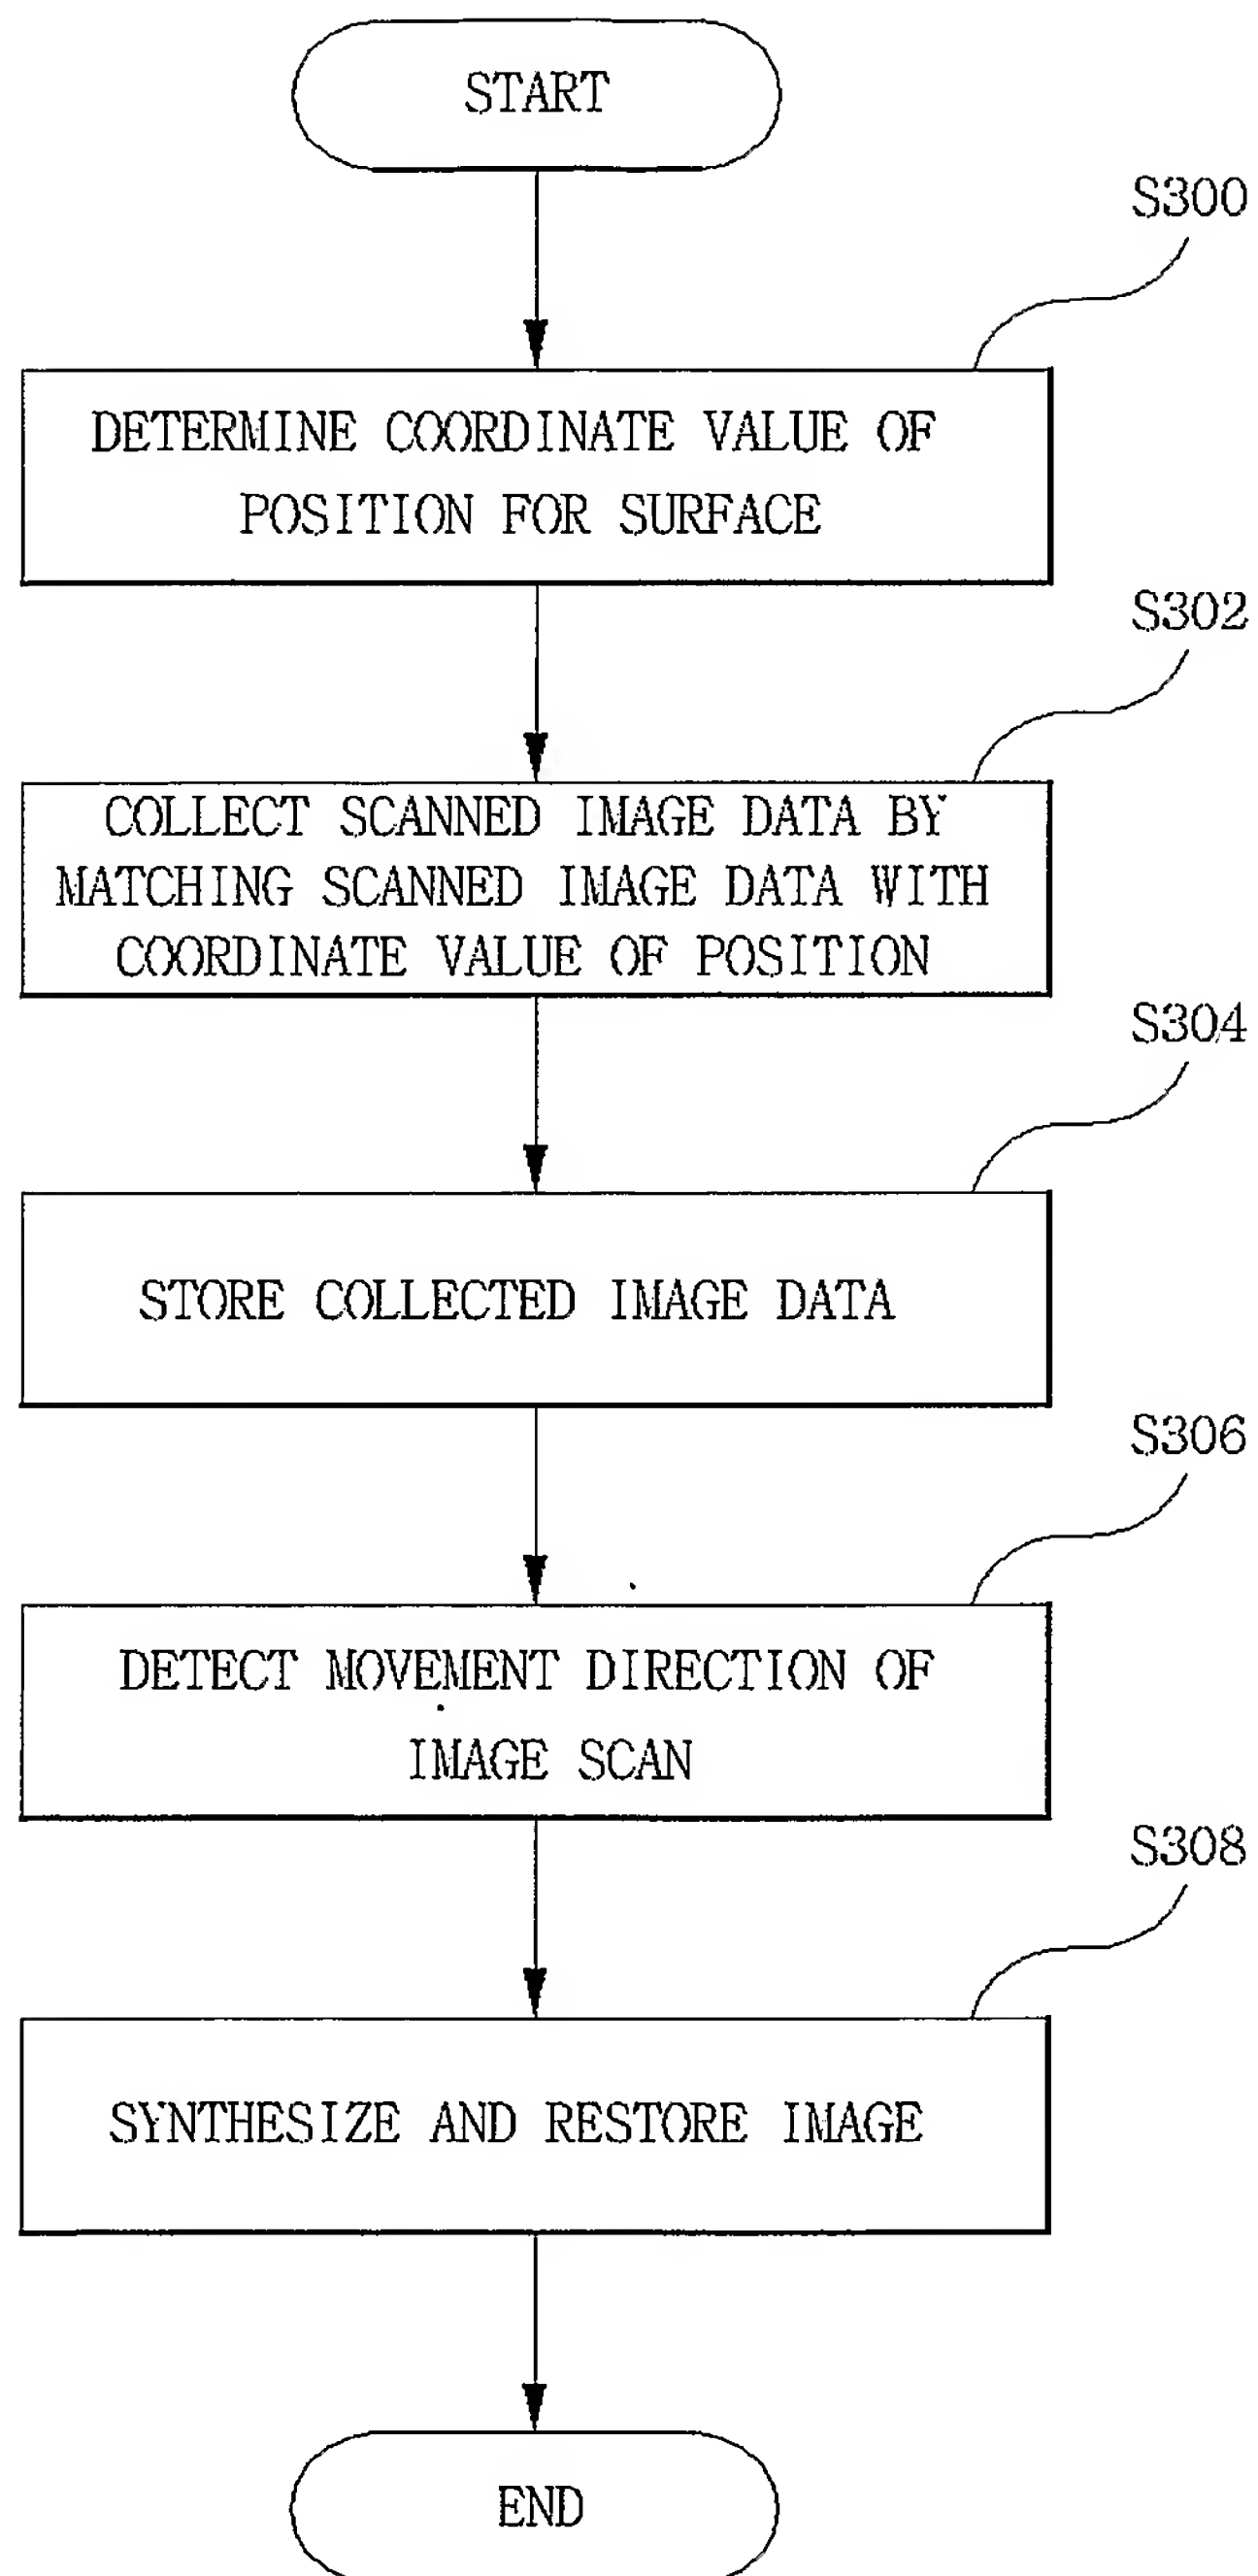 START
S300
DETERMINE COORDINATE VALUE OF
POSITION FOR SURFACE
S302
COLLECT SCANNED IMAGE DATA BY
MATCHING SCANNED IMAGE DATA WITH
COORDINATE VALUE OF POSITION
S304
STORE COLLECTED IMAGE DATA
S306
DETECT MOVEMENT DIRECTION OF
IMAGE SCAN
S308
SYNTHESIZE AND RESTORE IMAGE
END